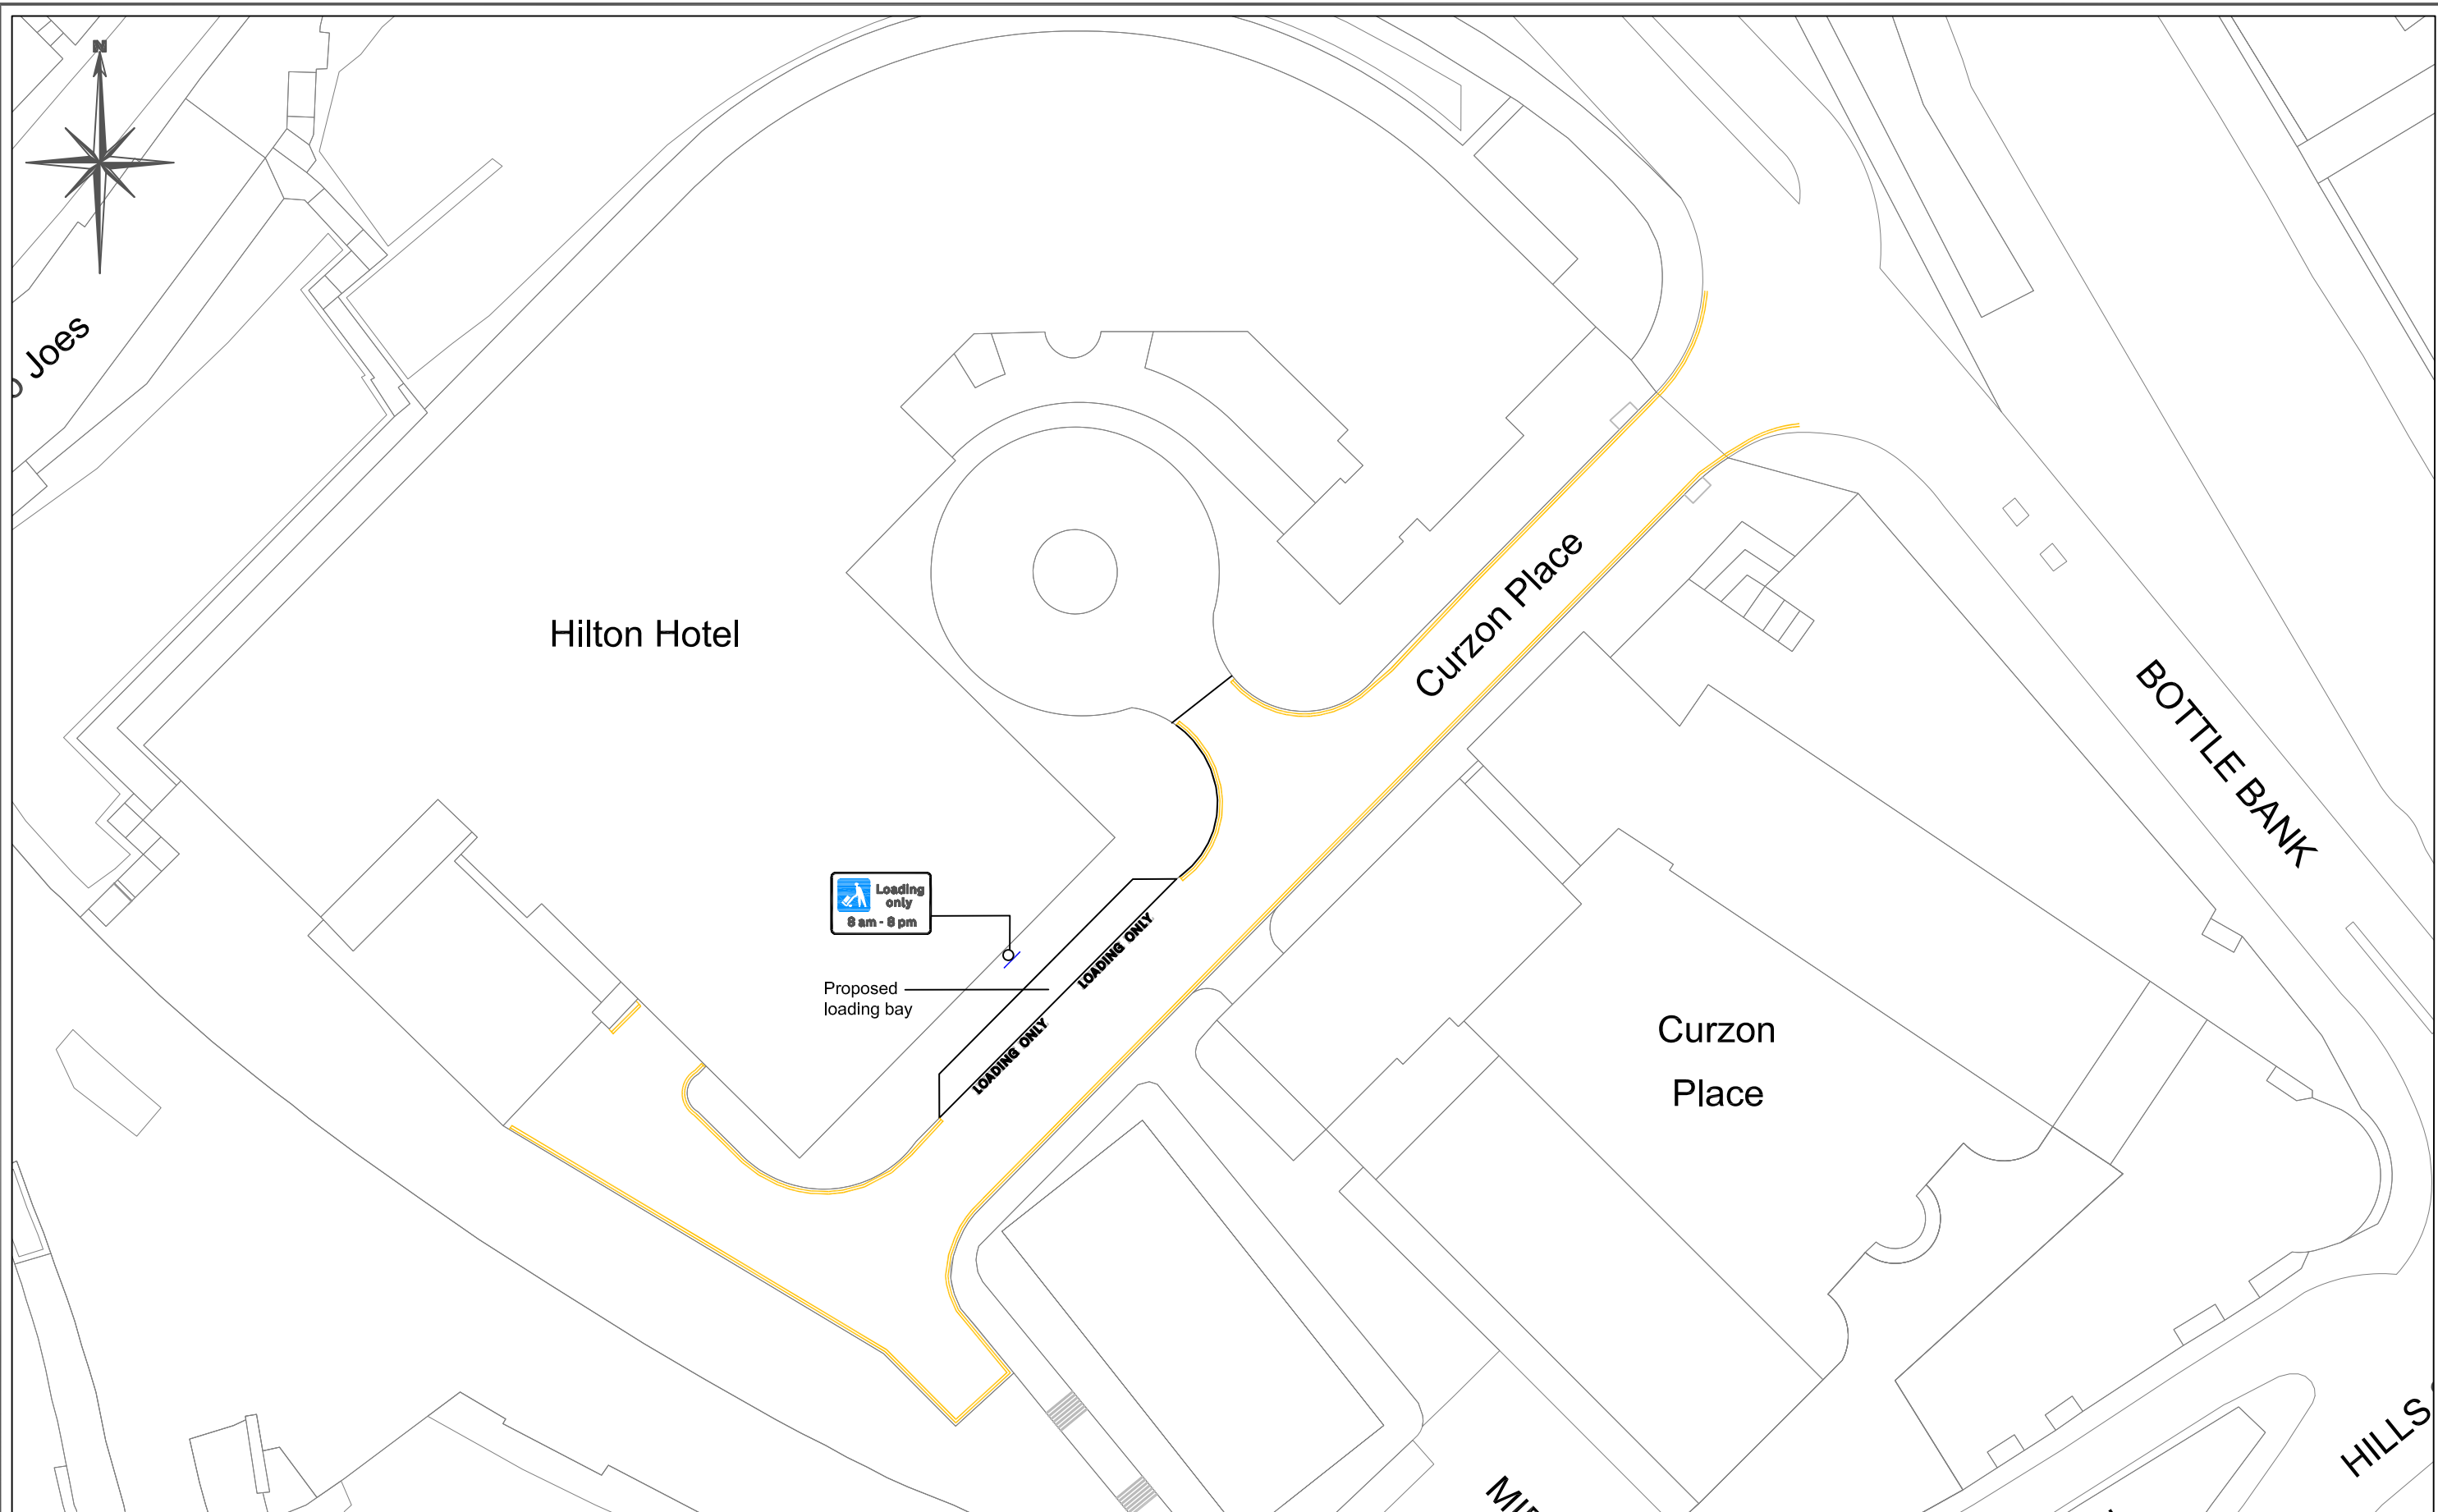 N
Joes
Hilton Hotel
Curzon Place
BOTTLE BANK
Loading
only
8 am - 8 pm
Proposed
loading bay
LOADING ONLY
LOADING ONLY
Curzon
Place
HILLS